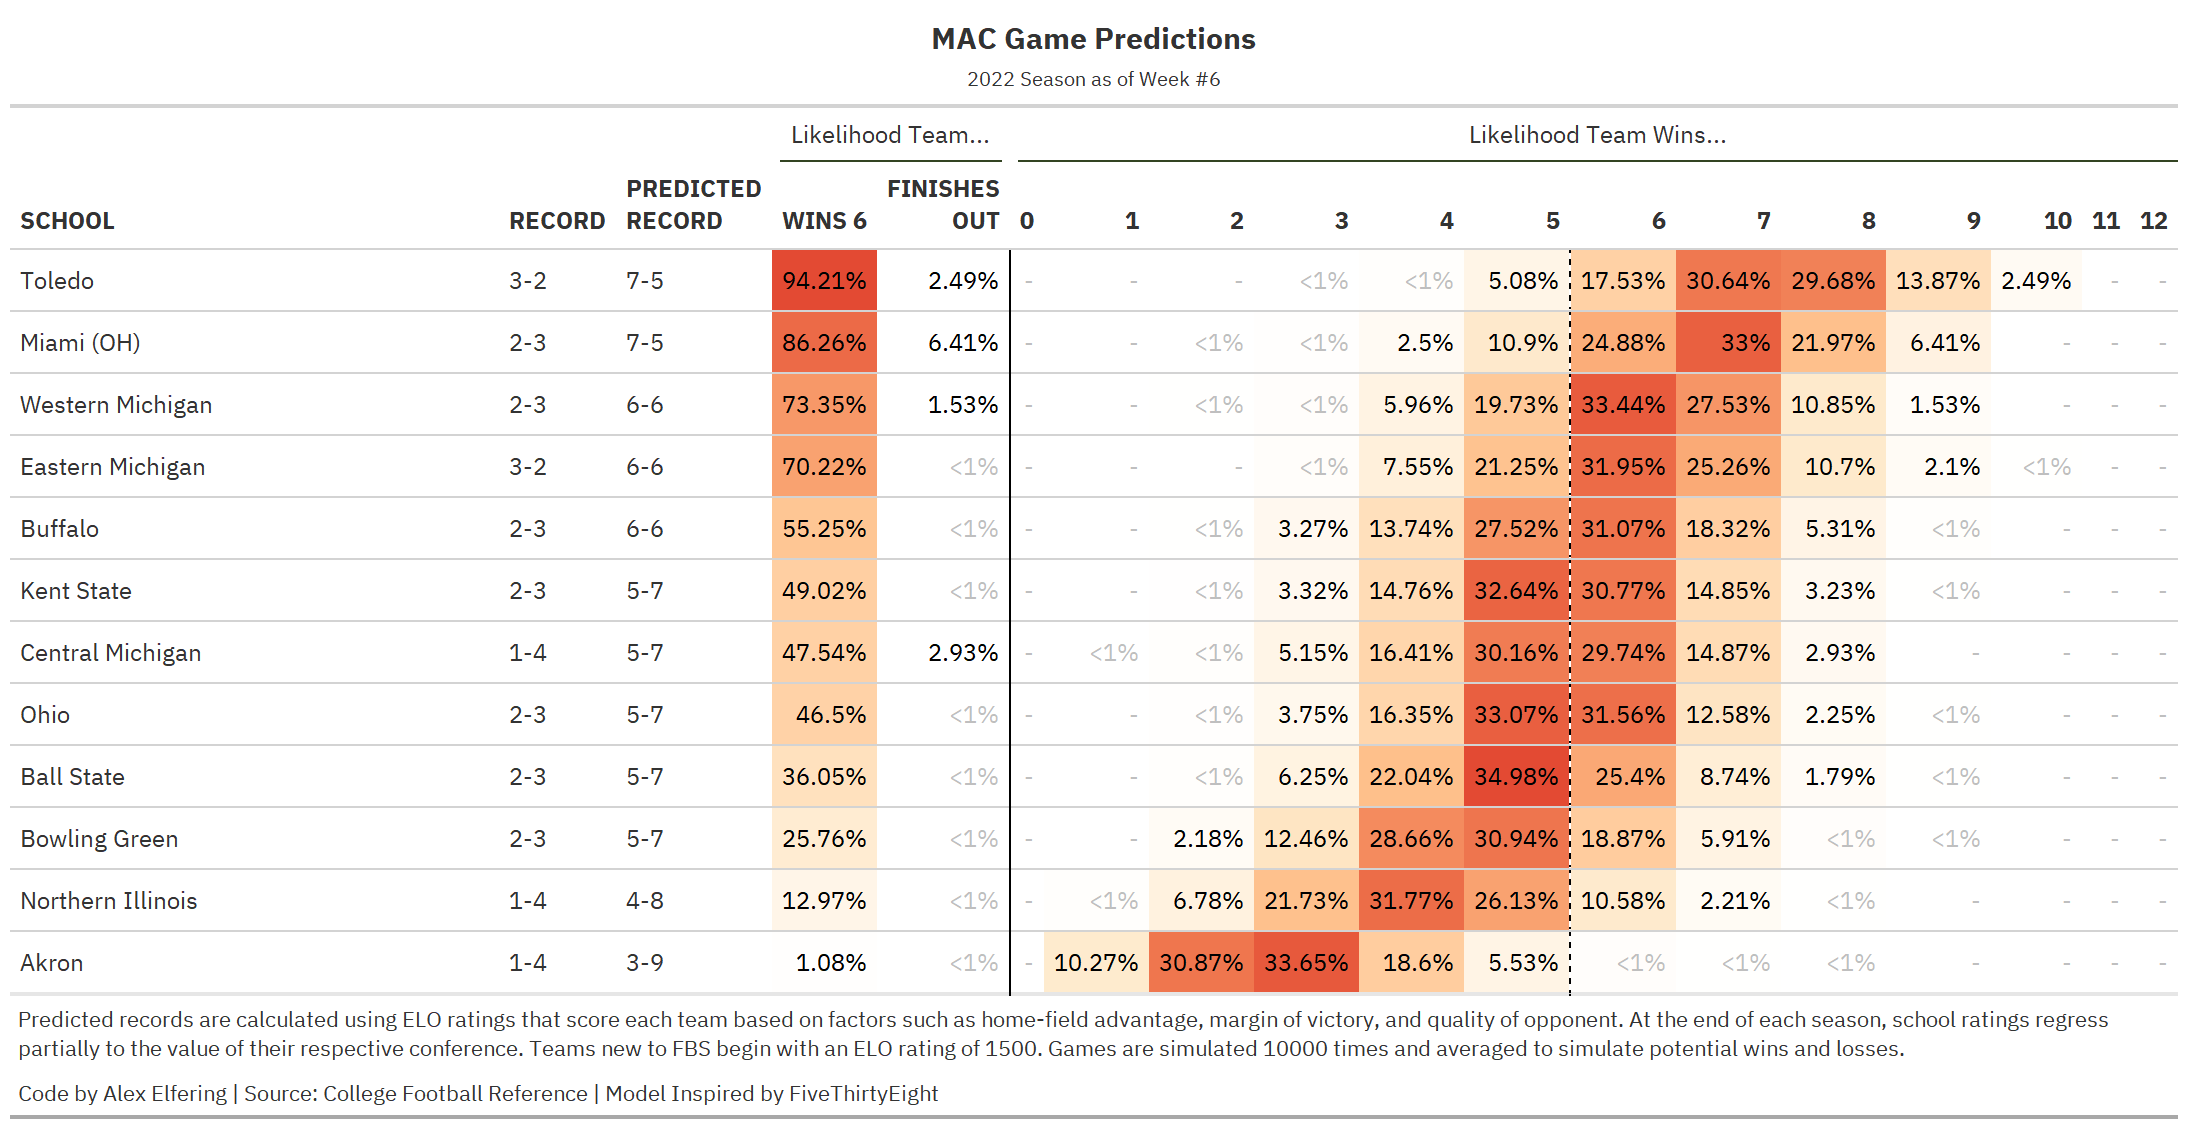 MAC Game Predictions
2022 Season as of Week #6
Likelihood Team... Likelihood Team Wins...
PREDICTED FINISHES
SCHOOL RECORD RECORD WINS 6 OUT 0 1 2 3 4 5 6 7 8 9 10 11 12
Toledo 3-2 7-5 94.21% 2.49% - - - <1% <1% 5.08% 17.53% 30.64% 29.68% 13.87% 2.49% - -
Miami (OH) 2-3 7-5 86.26% 6.41% - - <1% <1% 2.5% 10.9% 24.88% 33% 21.97% 6.41% - - -
Western Michigan 2-3 6-6 73.35% 1.53% - - <1% <1% 5.96% 19.73% 33.44% 27.53% 10.85% 1.53% - - -
Eastern Michigan 3-2 6-6 70.22% <1% - - - <1% 7.55% 21.25% 31.95% 25.26% 10.7% 2.1% <1% - -
Buffalo 2-3 6-6 55.25% <1% - - <1% 3.27% 13.74% 27.52% 31.07% 18.32% 5.31% <1% - - -
Kent State 2-3 5-7 49.02% <1% - - <1% 3.32% 14.76% 32.64% 30.77% 14.85% 3.23% <1% - - -
Central Michigan 1-4 5-7 47.54% 2.93% - <1% <1% 5.15% 16.41% 30.16% 29.74% 14.87% 2.93% - - - -
Ohio 2-3 5-7 46.5% <1% - - <1% 3.75% 16.35% 33.07% 31.56% 12.58% 2.25% <1% - - -
Ball State 2-3 5-7 36.05% <1% - - <1% 6.25% 22.04% 34.98% 25.4% 8.74% 1.79% <1% - - -
Bowling Green 2-3 5-7 25.76% <1% - - 2.18% 12.46% 28.66% 30.94% 18.87% 5.91% <1% <1% - - -
Northern Illinois 1-4 4-8 12.97% <1% - <1% 6.78% 21.73% 31.77% 26.13% 10.58% 2.21% <1% - - - -
Akron 1-4 3-9 1.08% <1% - 10.27% 30.87% 33.65% 18.6% 5.53% <1% <1% <1% - - - -
Predicted records are calculated using ELO ratings that score each team based on factors such as home-field advantage, margin of victory, and quality of opponent. At the end of each season, school ratings regress
partially to the value of their respective conference. Teams new to FBS begin with an ELO rating of 1500. Games are simulated 10000 times and averaged to simulate potential wins and losses.
Code by Alex Elfering | Source: College Football Reference | Model Inspired by FiveThirtyEight